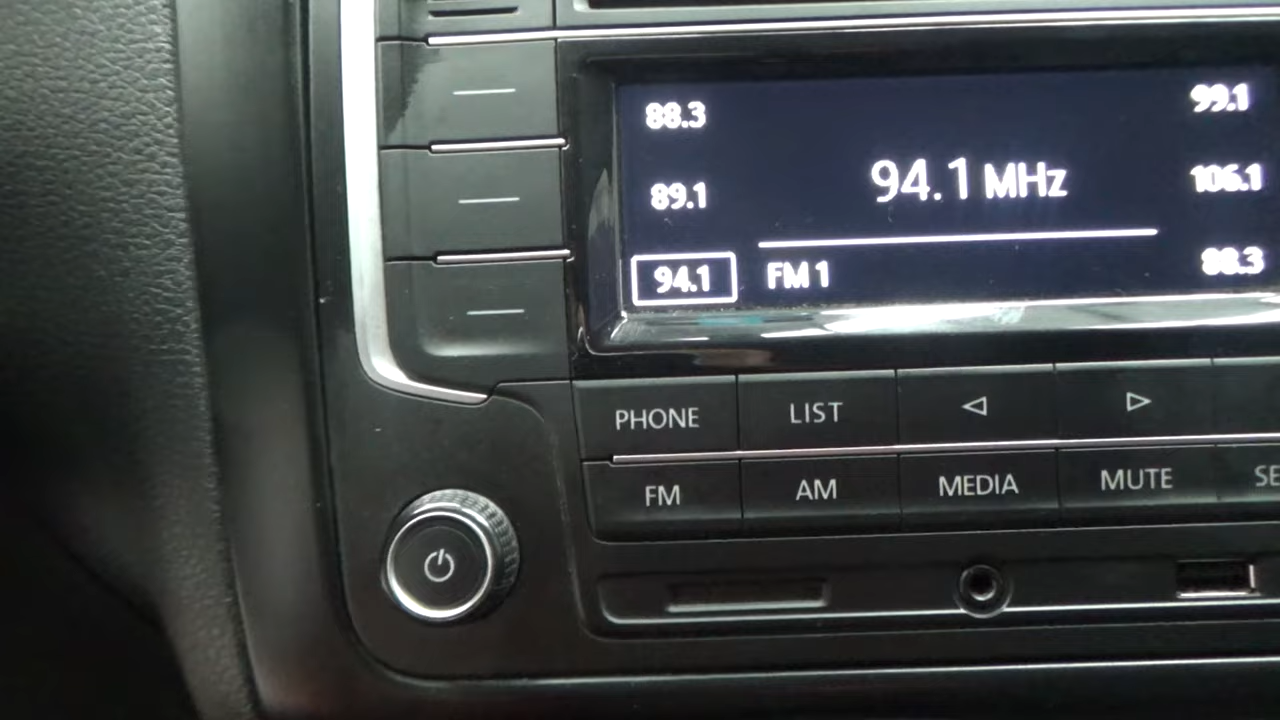 88.3
99.1
94.1 MHz
89.1
106.1
94.1
FM 1
88.3
PHONE
LIST
FM
AM
MEDIA
MUTE
SE